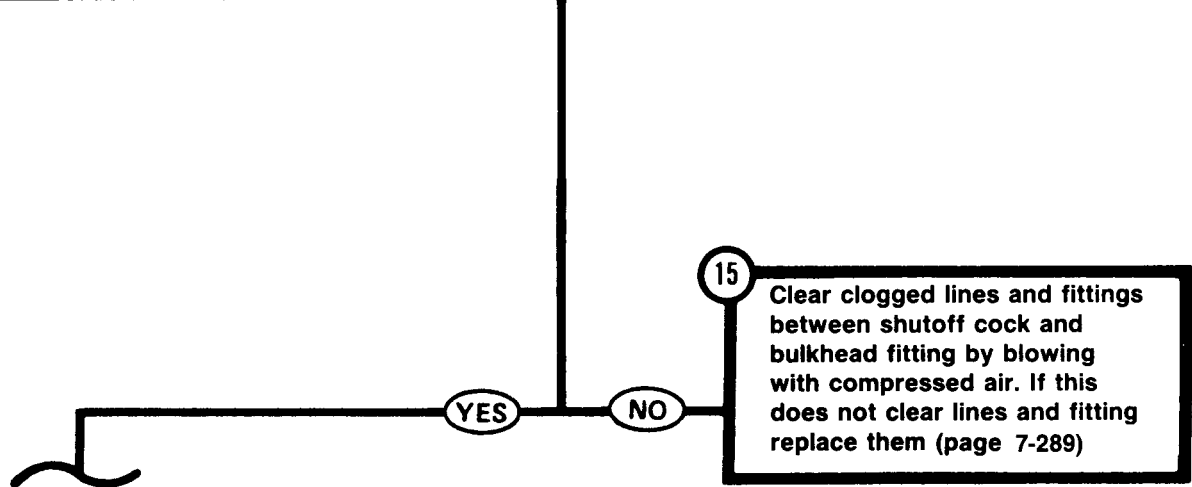 15
Clear clogged lines and fittings
between shutoff cock and
bulkhead fitting by blowing
with compressed air. If this
does not clear lines and fitting
replace them (page 7-289)
YES
NO